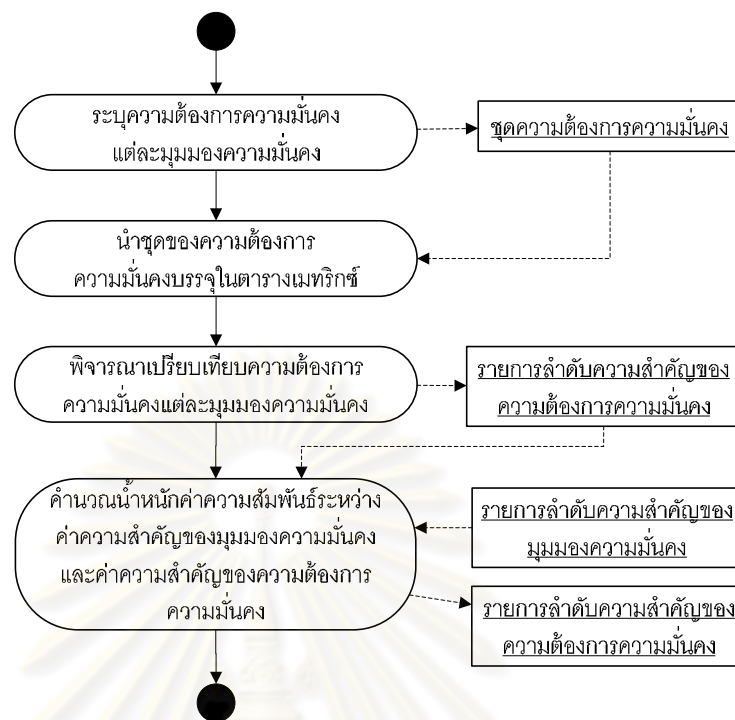 ระบุความต้องการความมั่นคง
แต่ละมุมมองความมั่นคง
ชุดความต้องการความมั่นคง
นำชุดของความต้องการ
ความมั่นคงบรรจุในตารางเมทริกซ์
พิจารณาเปรียบเทียบความต้องการ
ความมั่นคงแต่ละมุมมองความมั่นคง
รายการลำดับความสำคัญของ
ความต้องการความมั่นคง
คำนวณน้ำหนักค่าความสัมพันธ์ระหว่าง
ค่าความสำคัญของมุมมองความมั่นคง
และค่าความสำคัญของความต้องการ
ความมั่นคง
รายการลำดับความสำคัญของ
มุมมองความมั่นคง
รายการลำดับความสำคัญของ
ความต้องการความมั่นคง